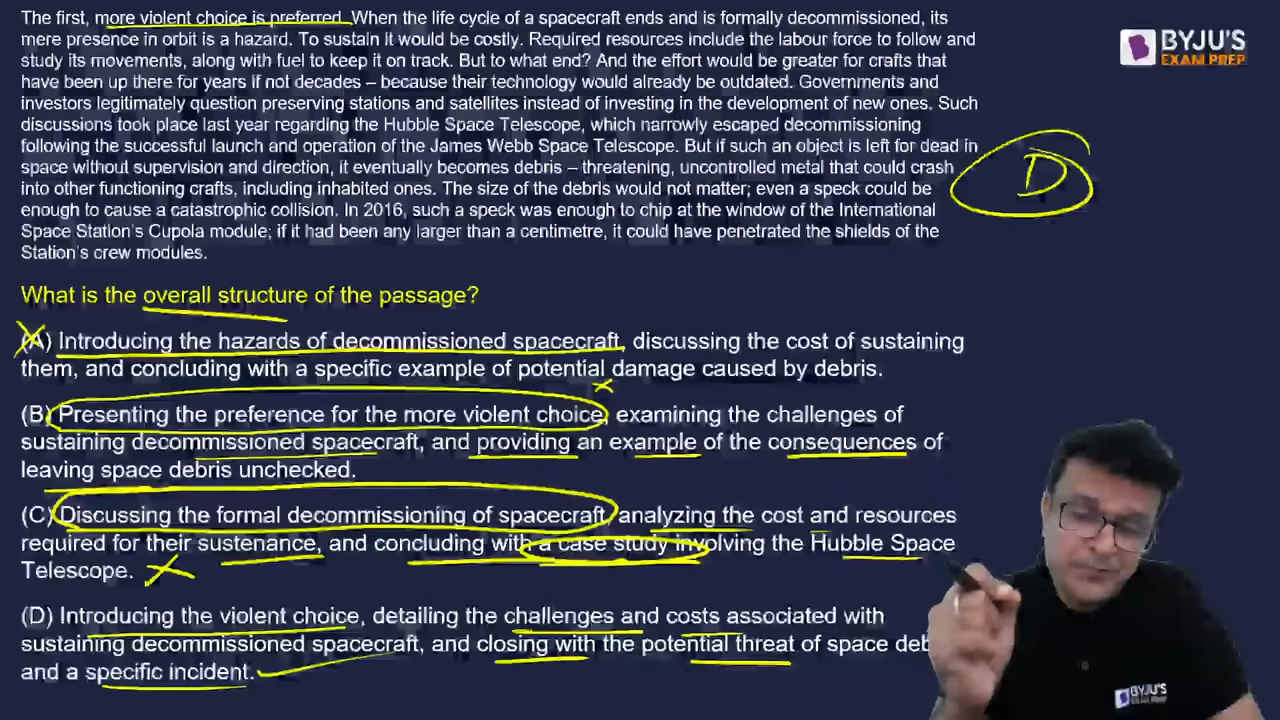 The first, more violent choice is preferred. When the life cycle of a spacecraft ends and is formally decommissioned, its
mere presence in orbit is a hazard. To sustain it would be costly. Required resources include the labour force to follow and
study its movements, along with fuel to keep it on track. But to what end? And the effort would be greater for crafts that
have been up there for years if not decades – because their technology would already be outdated. Governments and
investors legitimately question preserving stations and satellites instead of investing in the development of new ones. Such
discussions took place last year regarding the Hubble Space Telescope, which narrowly escaped decommissioning
following the successful launch and operation of the James Webb Space Telescope. But if such an object is left for dead in
space without supervision and direction, it eventually becomes debris – threatening, uncontrolled metal that could crash
into other functioning crafts, including inhabited ones. The size of the debris would not matter; even a speck could be
enough to cause a catastrophic collision. In 2016, such a speck was enough to chip at the window of the International
Space Station's Cupola module; if it had been any larger than a centimetre, it could have penetrated the shields of the
Station's crew modules.
BYJU'S
EXAM PREP
D
What is the overall structure of the passage?
(A) Introducing the hazards of decommissioned spacecraft, discussing the cost of sustaining
them, and concluding with a specific example of potential damage caused by debris.
(B) Presenting the preference for the more violent choice, examining the challenges of
sustaining decommissioned spacecraft, and providing an example of the consequences of
leaving space debris unchecked.
(C) Discussing the formal decommissioning of spacecraft, analyzing the cost and resources
required for their sustenance, and concluding with a case study involving the Hubble Space
Telescope.
(D) Introducing the violent choice, detailing the challenges and costs associated with
sustaining decommissioned spacecraft, and closing with the potential threat of space deb
and a specific incident.
BYJU'S
EXAM PREP